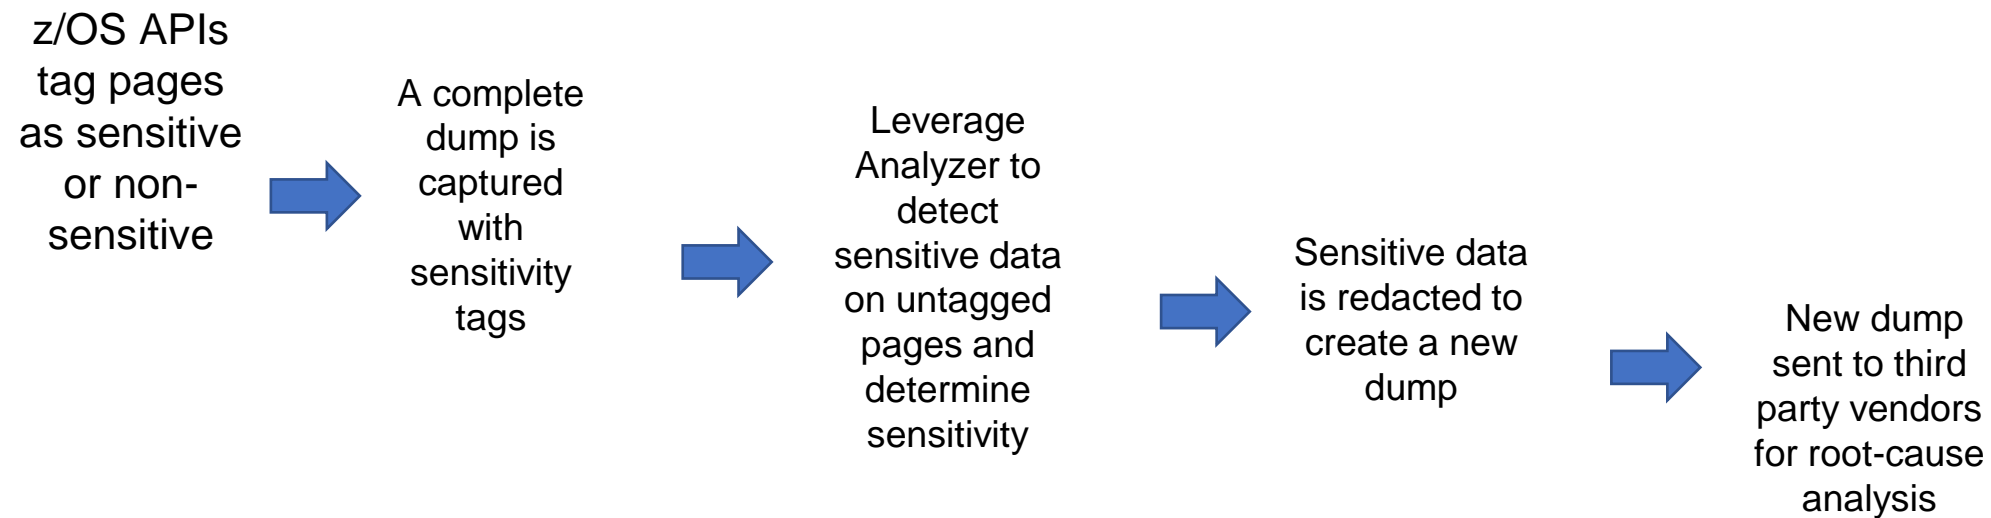 z/OS APIs
tag pages
as sensitive
or non-
sensitive
A complete
dump is
captured
with
sensitivity
tags
Leverage
Analyzer to
detect
sensitive data
on untagged
pages and
determine
sensitivity
Sensitive data
is redacted to
create a new
dump
New dump
sent to third
party vendors
for root-cause
analysis